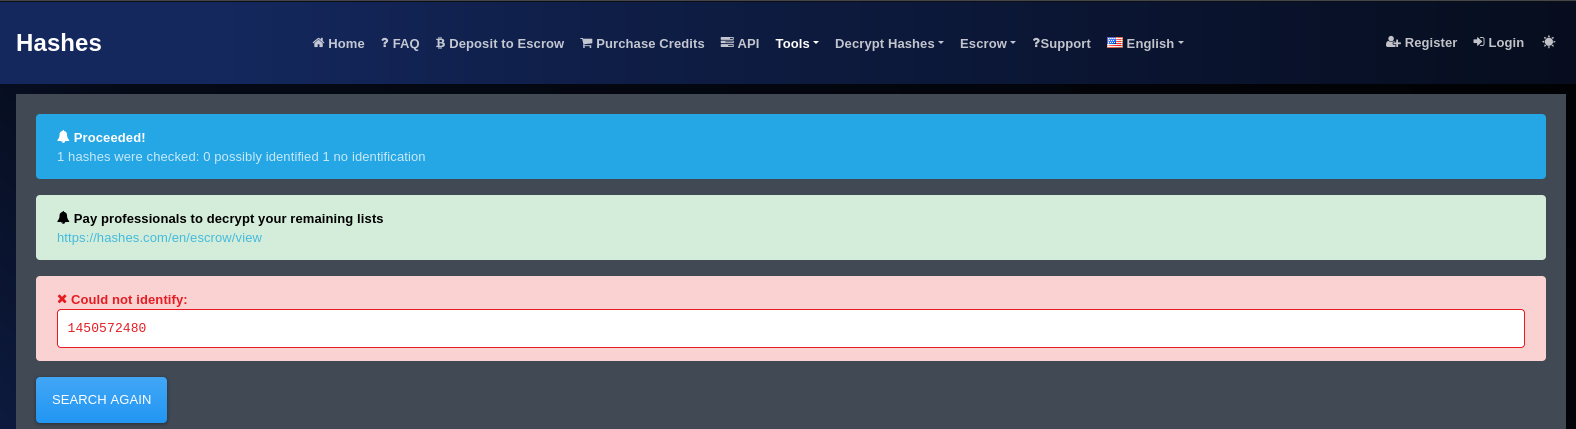 Hashes
Home ? FAQ Deposit to Escrow Purchase Credits API Tools Decrypt Hashes Escrow ?Support English Register Login
Proceeded!
1 hashes were checked: 0 possibly identified 1 no identification
Pay professionals to decrypt your remaining lists
https://hashes.com/en/escrow/view
Could not identify:
1450572480
SEARCH AGAIN